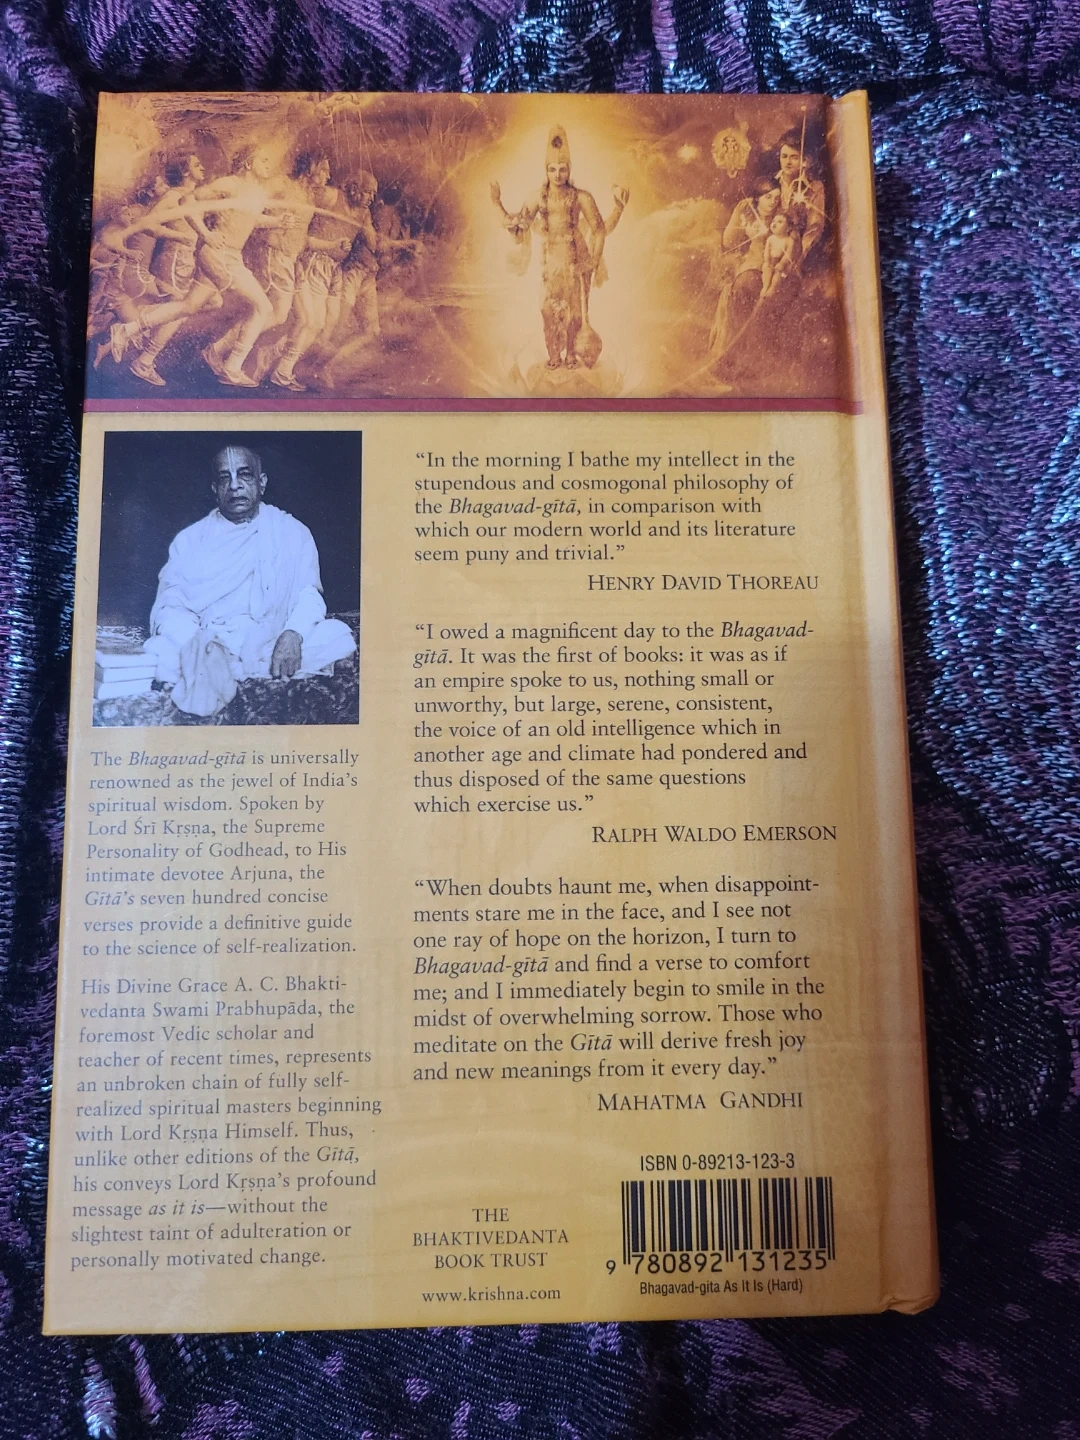 The Bhagavad-gītā is universally
renowned as the jewel of India's
spiritual wisdom. Spoken by
Lord Śrī Kṛṣṇa, the Supreme
Personality of Godhead, to His
intimate devotee Arjuna, the
Gītā's seven hundred concise
verses provide a definitive guide
to the science of self-realization.
His Divine Grace A. C. Bhakti-
vedanta Swami Prabhupāda, the
foremost Vedic scholar and
teacher of recent times, represents
an unbroken chain of fully self-
realized spiritual masters beginning
with Lord Kṛṣṇa Himself. Thus,
unlike other editions of the Gītā,
his conveys Lord Kṛṣṇa's profound
message as it is—without the
slightest taint of adulteration or
personally motivated change.
“In the morning I bathe my intellect in the
stupendous and cosmogonal philosophy of
the Bhagavad-gītā, in comparison with
which our modern world and its literature
seem puny and trivial.”
HENRY DAVID THOREAU
“I owed a magnificent day to the Bhagavad-
gītā. It was the first of books: it was as if
an empire spoke to us, nothing small or
unworthy, but large, serene, consistent,
the voice of an old intelligence which in
another age and climate had pondered and
thus disposed of the same questions
which exercise us.”
RALPH WALDO EMERSON
“When doubts haunt me, when disappoint-
ments stare me in the face, and I see not
one ray of hope on the horizon, I turn to
Bhagavad-gītā and find a verse to comfort
me; and I immediately begin to smile in the
midst of overwhelming sorrow. Those who
meditate on the Gītā will derive fresh joy
and new meanings from it every day.”
MAHATMA GANDHI
THE
BHAKTIVEDANTA
BOOK TRUST
www.krishna.com
ISBN 0-89213-123-3
9 780892 131235
Bhagavad-gita As It Is (Hard)